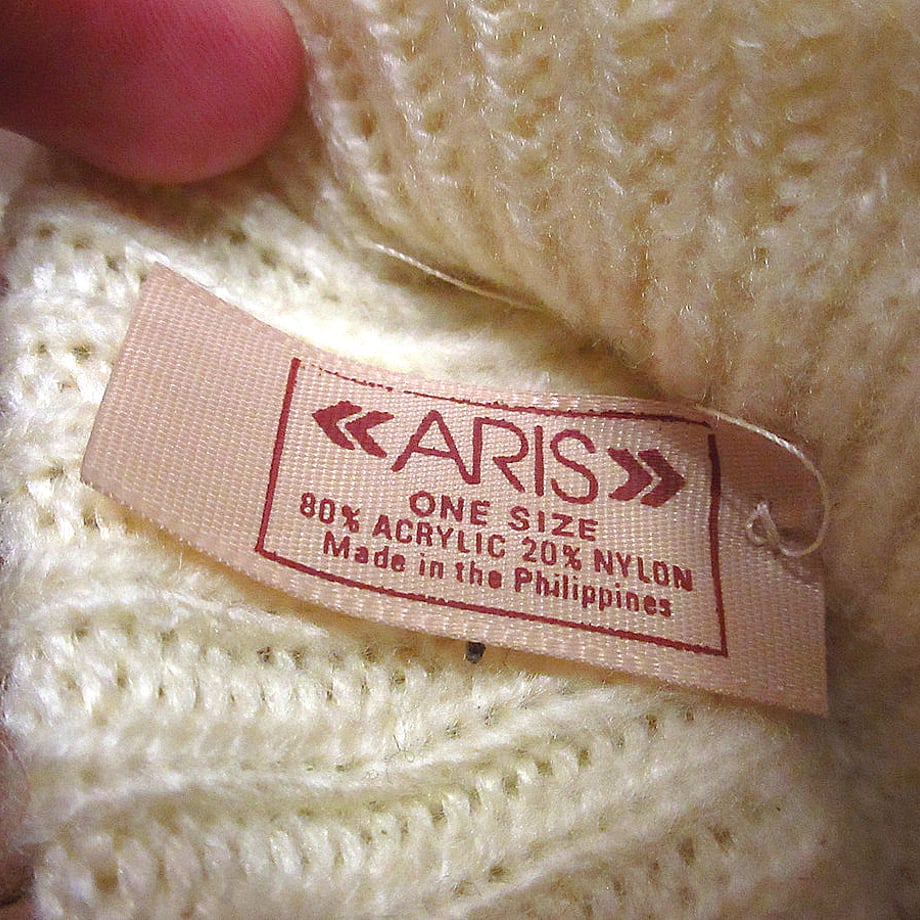 ARIS
ONE SIZE
80% ACRYLIC 20% NYLON
Made in the Philippines